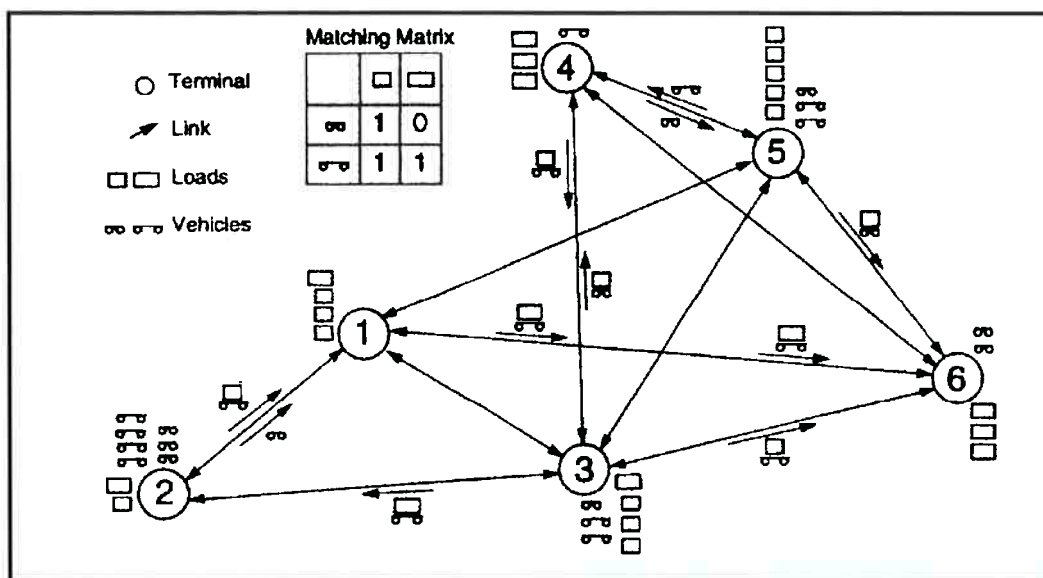 Matching Matrix
1 0
1 1
Terminal
Link
Loads
Vehicles
4
5
1
6
3
2